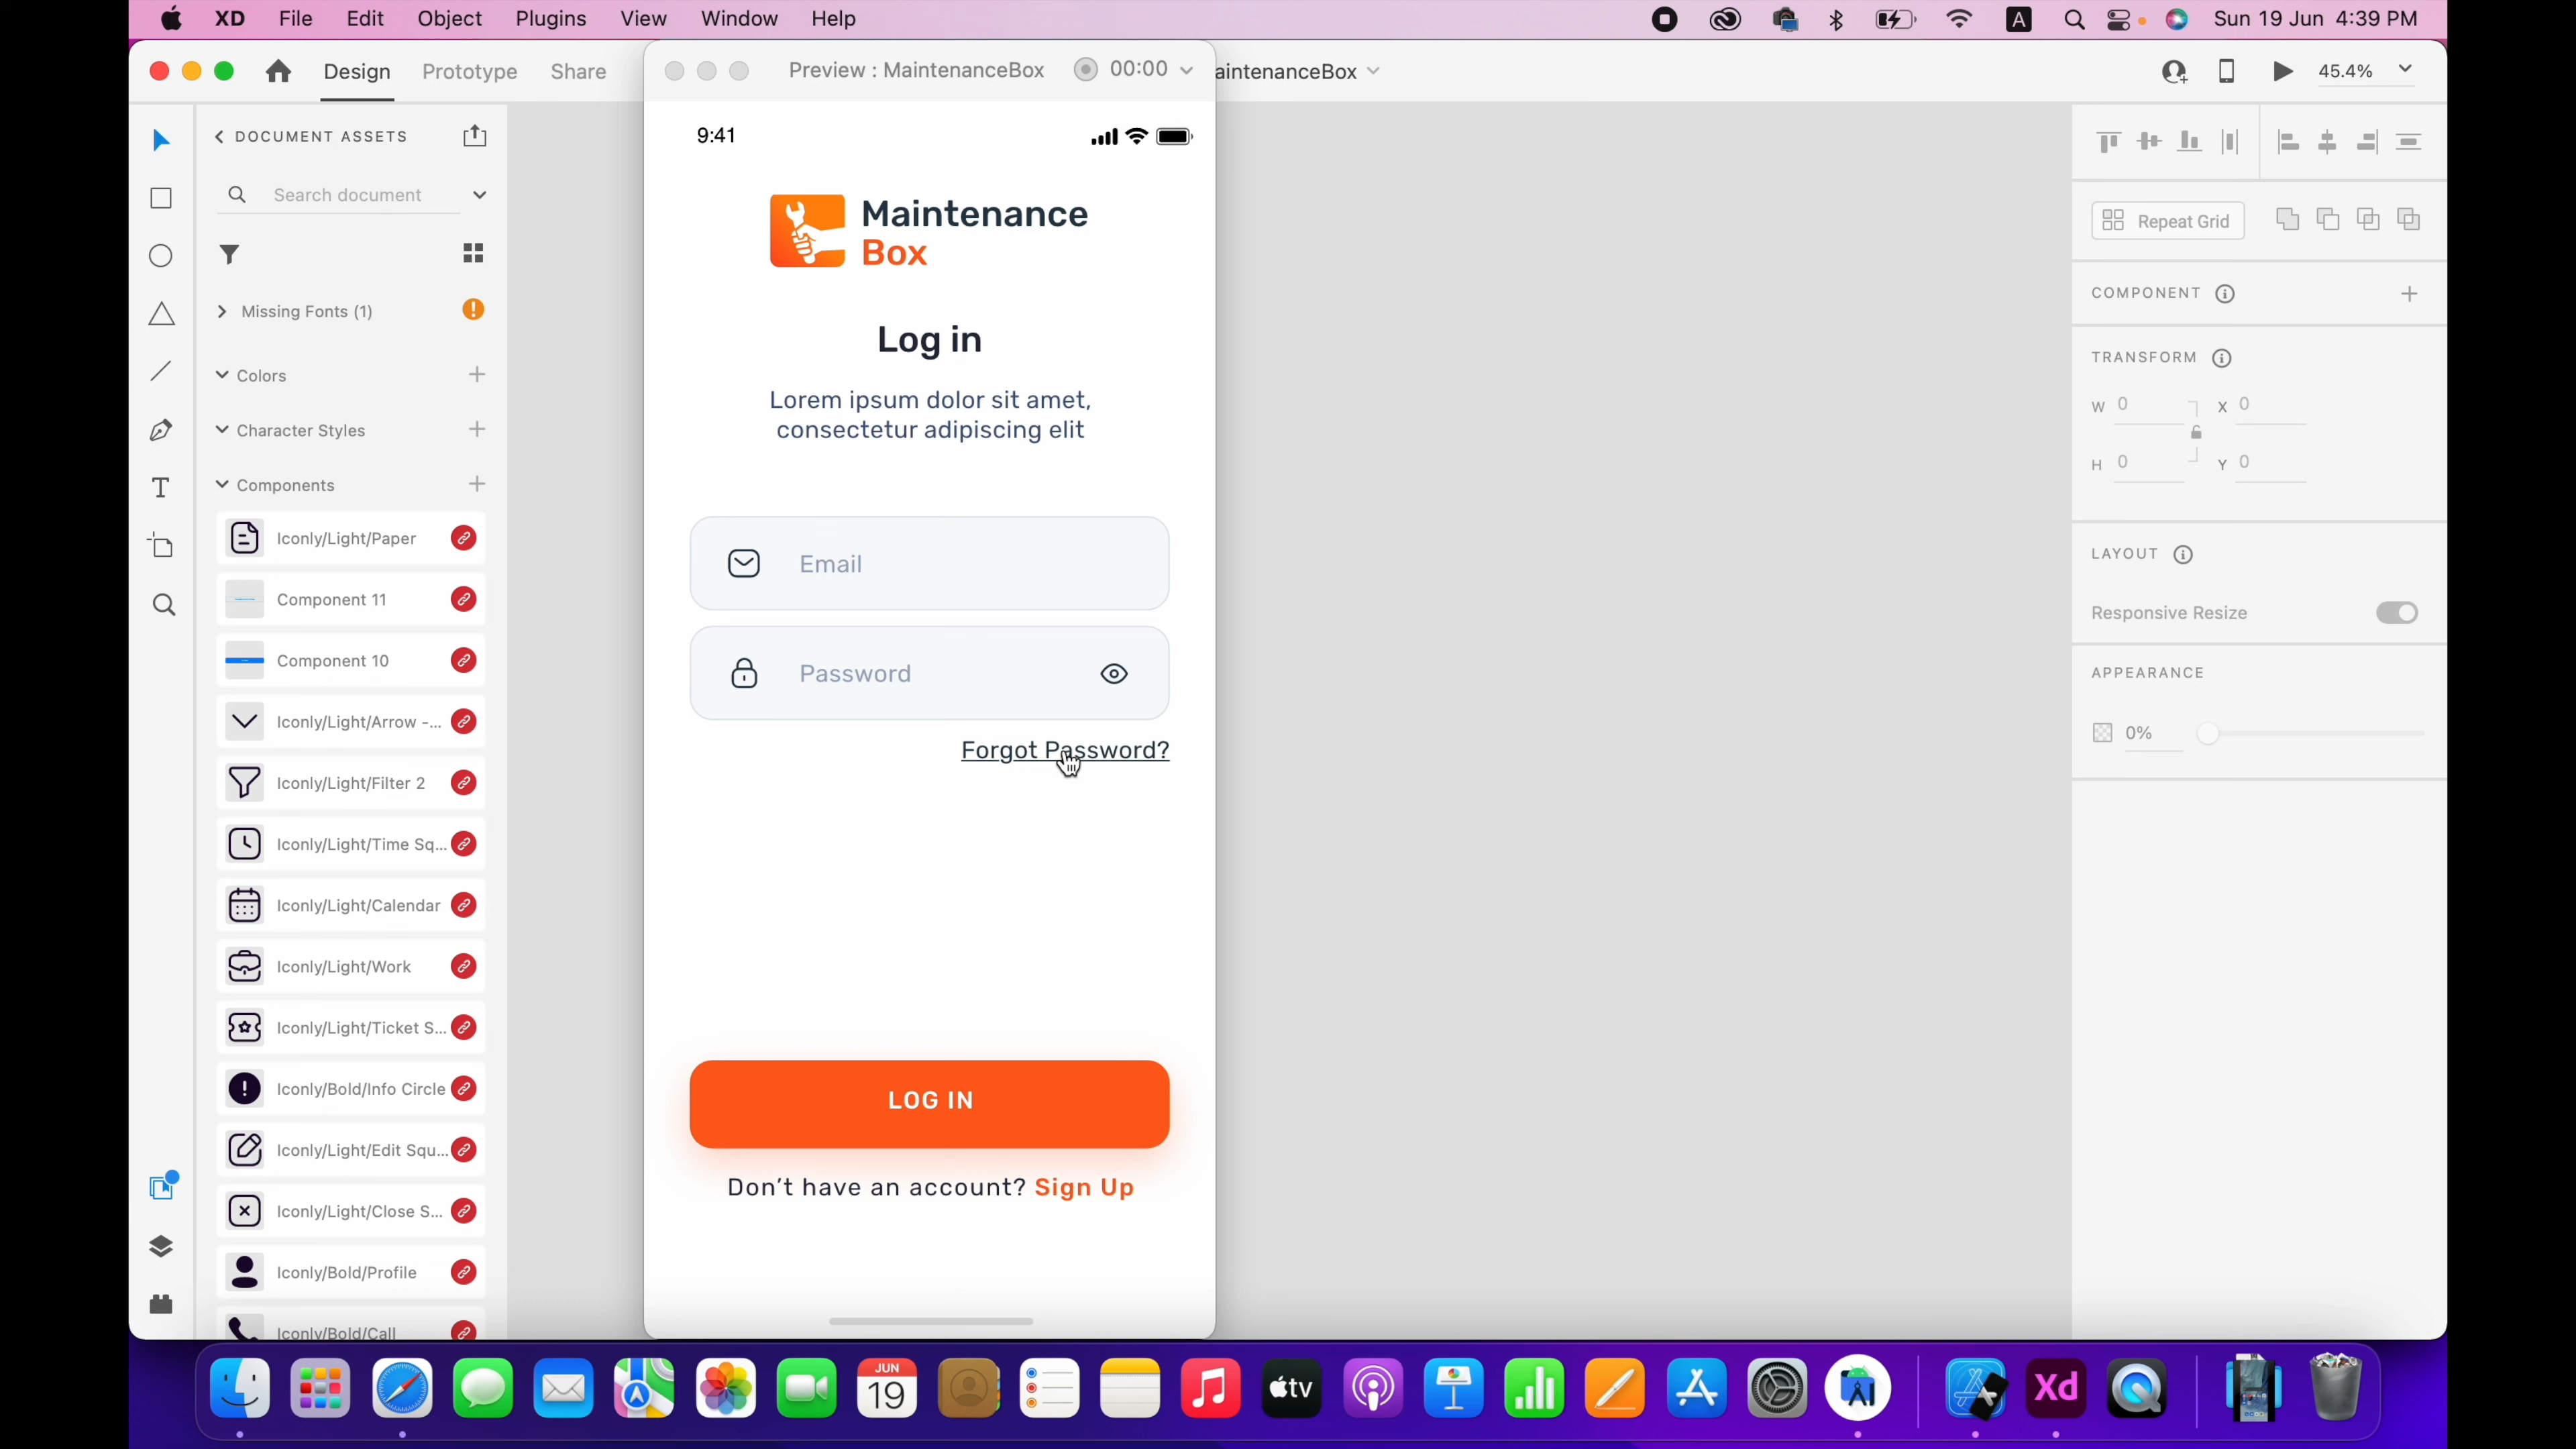 XD File Edit Object Plugins View Window Help A Sun 19 Jun 4:39 PM
Design Prototype Share Preview : MaintenanceBox 00:00 aintenanceBox 45.4%
DOCUMENT ASSETS
Search document
Missing Fonts (1)
Colors
Character Styles
Components
Iconly/Light/Paper
Component 11
Component 10
Iconly/Light/Arrow -...
Iconly/Light/Filter 2
Iconly/Light/Time Sq...
Iconly/Light/Calendar
Iconly/Light/Work
Iconly/Light/Ticket S...
Iconly/Bold/Info Circle
Iconly/Light/Edit Squ...
Iconly/Light/Close S...
Iconly/Bold/Profile
Iconly/Bold/Call
9:41
Maintenance
Box
Log in
Lorem ipsum dolor sit amet,
consectetur adipiscing elit
Email
Password
Forgot Password?
LOG IN
Don’t have an account? Sign Up
Repeat Grid
COMPONENT
TRANSFORM
W 0 X 0
H 0 Y 0
LAYOUT
Responsive Resize
APPEARANCE
0%
JUN
19
tv
Xd